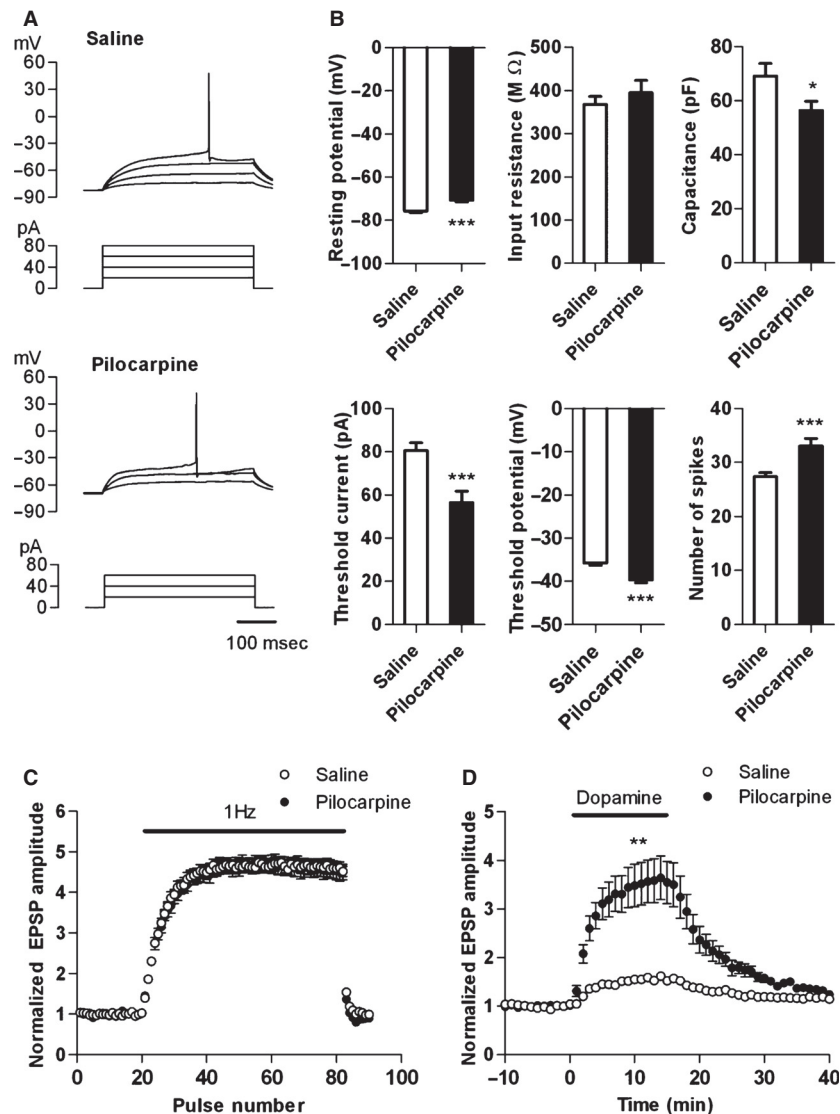 A
mV
Saline
60
30
0
−30
−60
−90
pA
80
40
0
mV
Pilocarpine
60
30
0
−30
−60
−90
pA
80
40
0
100 msec
B
Resting potential (mV)
0
−20
−40
−60
−80
−100
***
Saline
Pilocarpine
Input resistance (M Ω)
500
400
300
200
100
0
Saline
Pilocarpine
Capacitance (pF)
80
60
40
20
0
*
Saline
Pilocarpine
Threshold current (pA)
100
80
60
40
20
0
***
Saline
Pilocarpine
Threshold potential (mV)
0
−10
−20
−30
−40
−50
***
Saline
Pilocarpine
Number of spikes
40
30
20
10
0
***
Saline
Pilocarpine
C
Saline
Pilocarpine
1Hz
Normalized EPSP amplitude
6
5
4
3
2
1
0
0 20 40 60 80 100
Pulse number
D
Saline
Pilocarpine
Dopamine
**
Normalized EPSP amplitude
5
4
3
2
1
0
−10 0 10 20 30 40
Time (min)